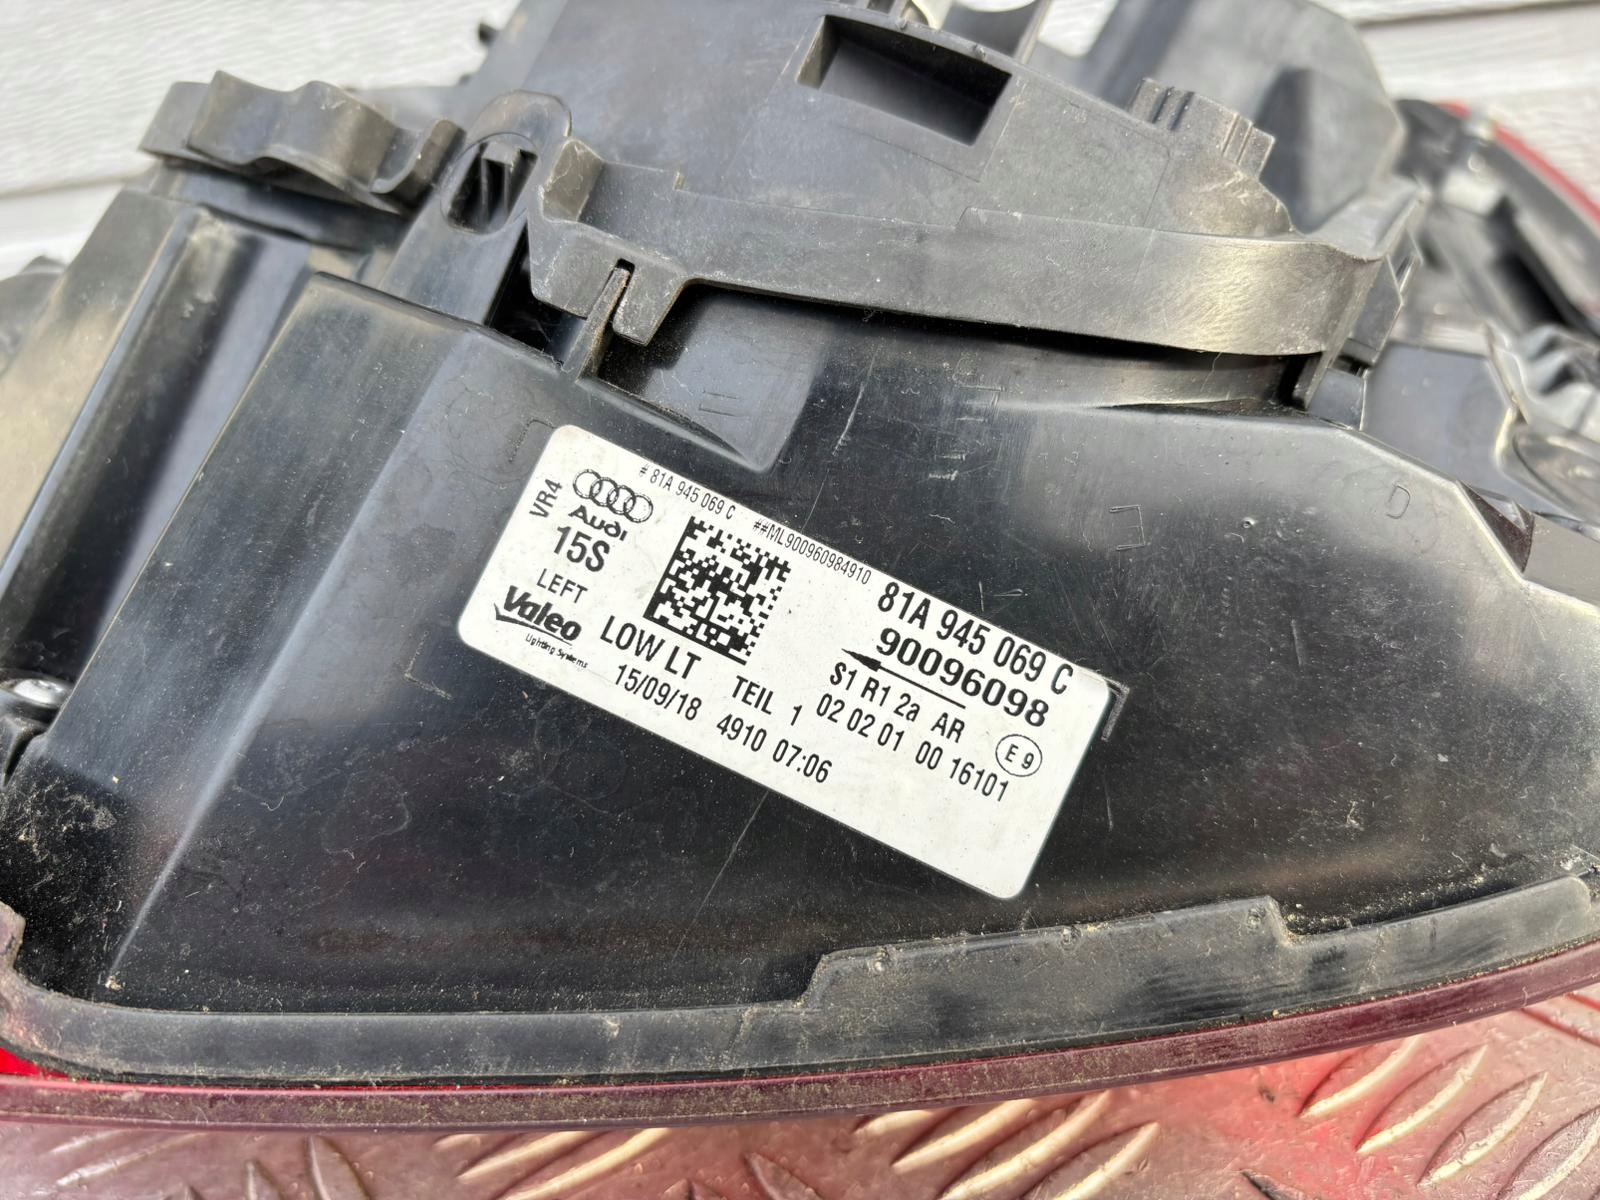 # 81A 945 069 C ##ML900960984910
VR4
Audi
15S
LEFT
Valeo
Lighting Systems
81A 945 069 C
90096098
LOW LT
S1 R1 2a AR
TEIL 1 02 02 01 00 16101
E 9
15/09/18 4910 07:06
D